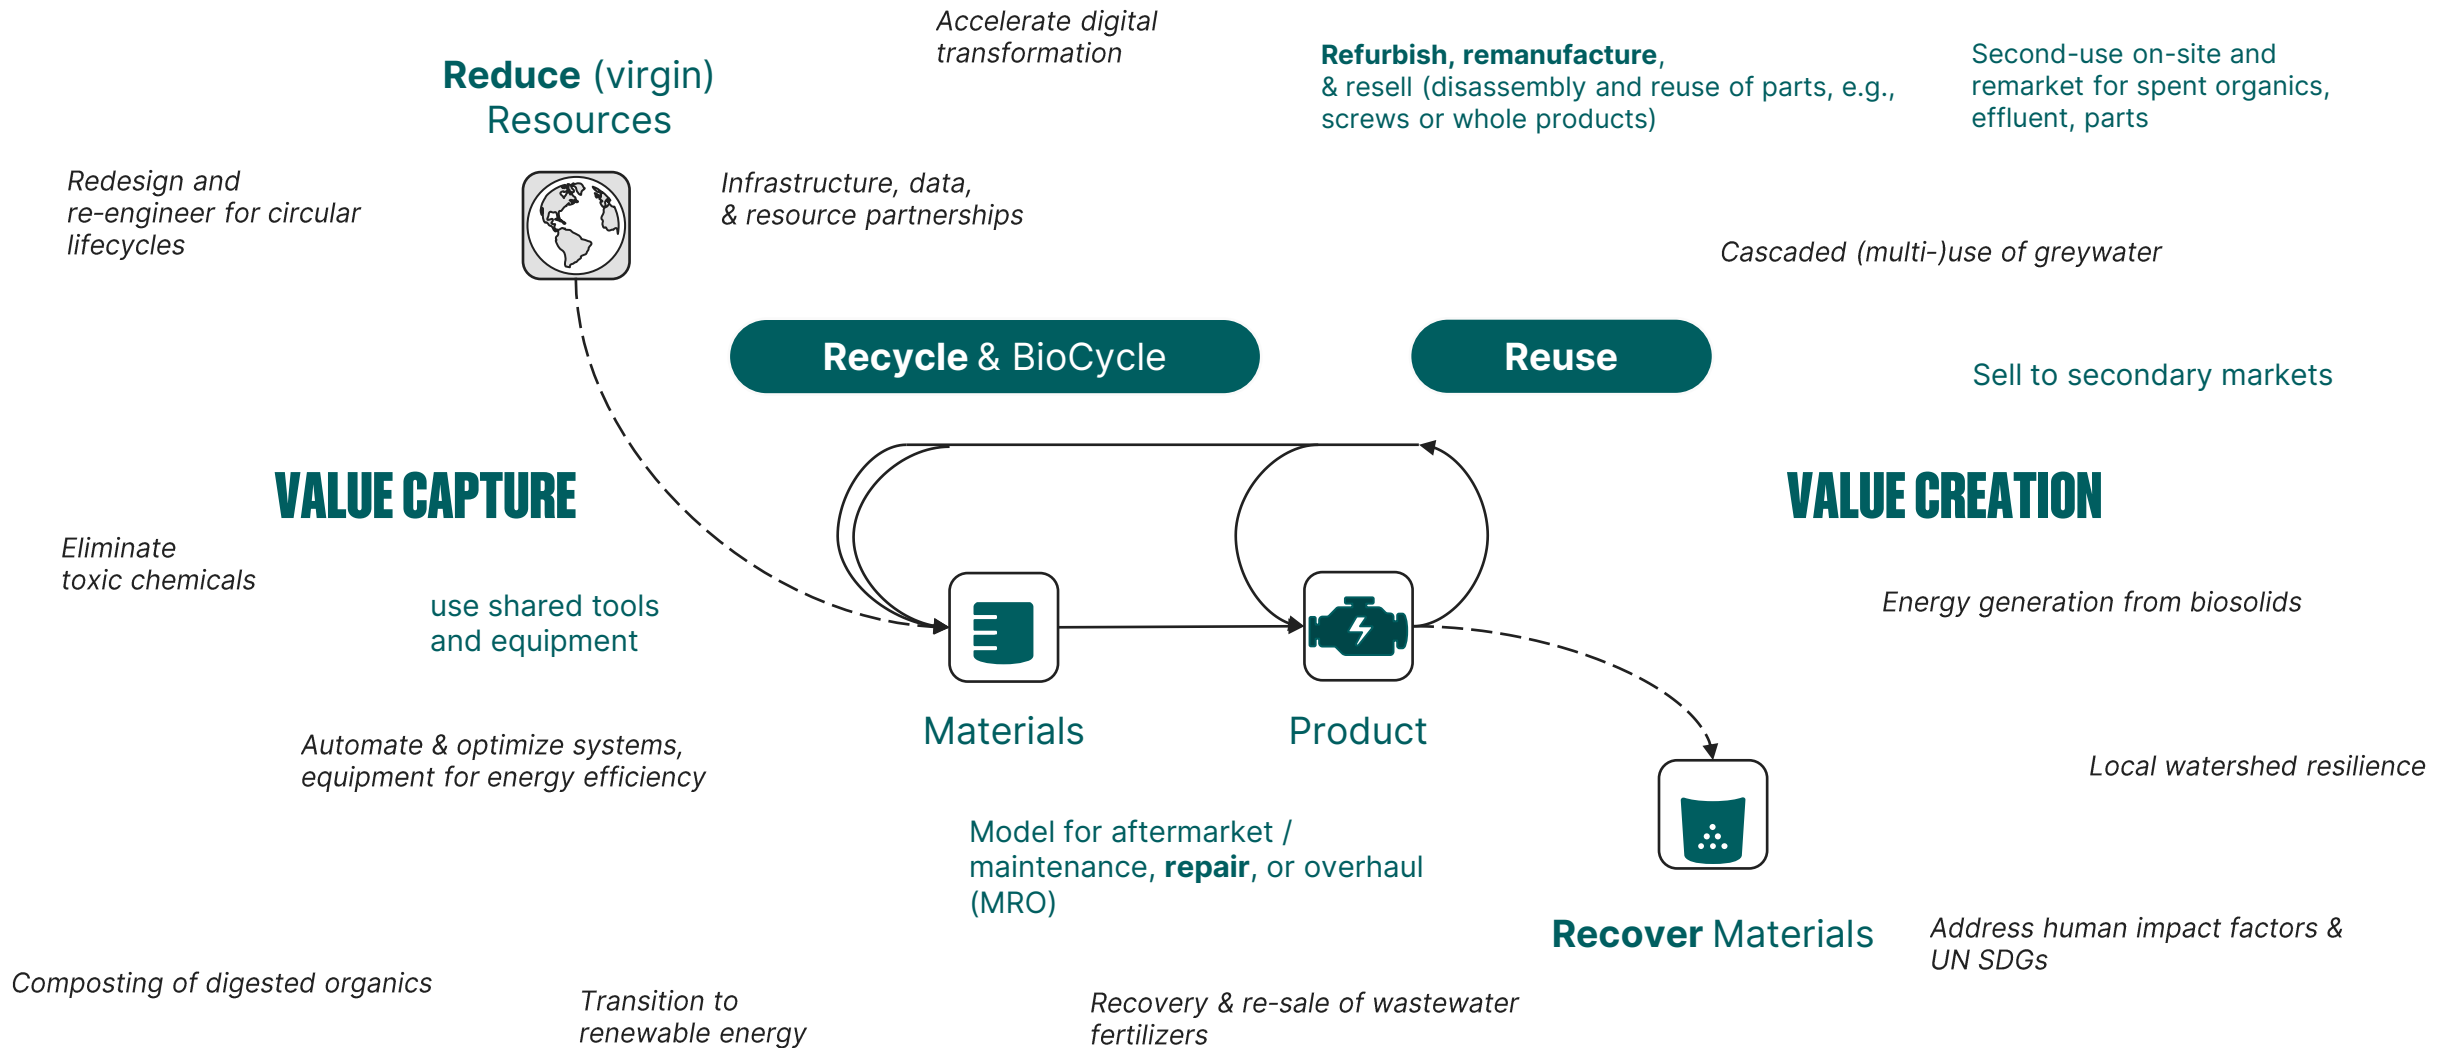 Accelerate digital
transformation
Reduce (virgin)
Resources
Refurbish, remanufacture,
& resell (disassembly and reuse of parts, e.g.,
screws or whole products)
Second-use on-site and
remarket for spent organics,
effluent, parts
Redesign and
re-engineer for circular
lifecycles
Infrastructure, data,
& resource partnerships
Cascaded (multi-)use of greywater
Recycle & BioCycle
Reuse
Sell to secondary markets
VALUE CAPTURE
VALUE CREATION
Eliminate
toxic chemicals
use shared tools
and equipment
Energy generation from biosolids
Automate & optimize systems,
equipment for energy efficiency
Materials
Product
Local watershed resilience
Model for aftermarket /
maintenance, repair, or overhaul
(MRO)
Recover Materials
Address human impact factors &
UN SDGs
Composting of digested organics
Transition to
renewable energy
Recovery & re-sale of wastewater
fertilizers